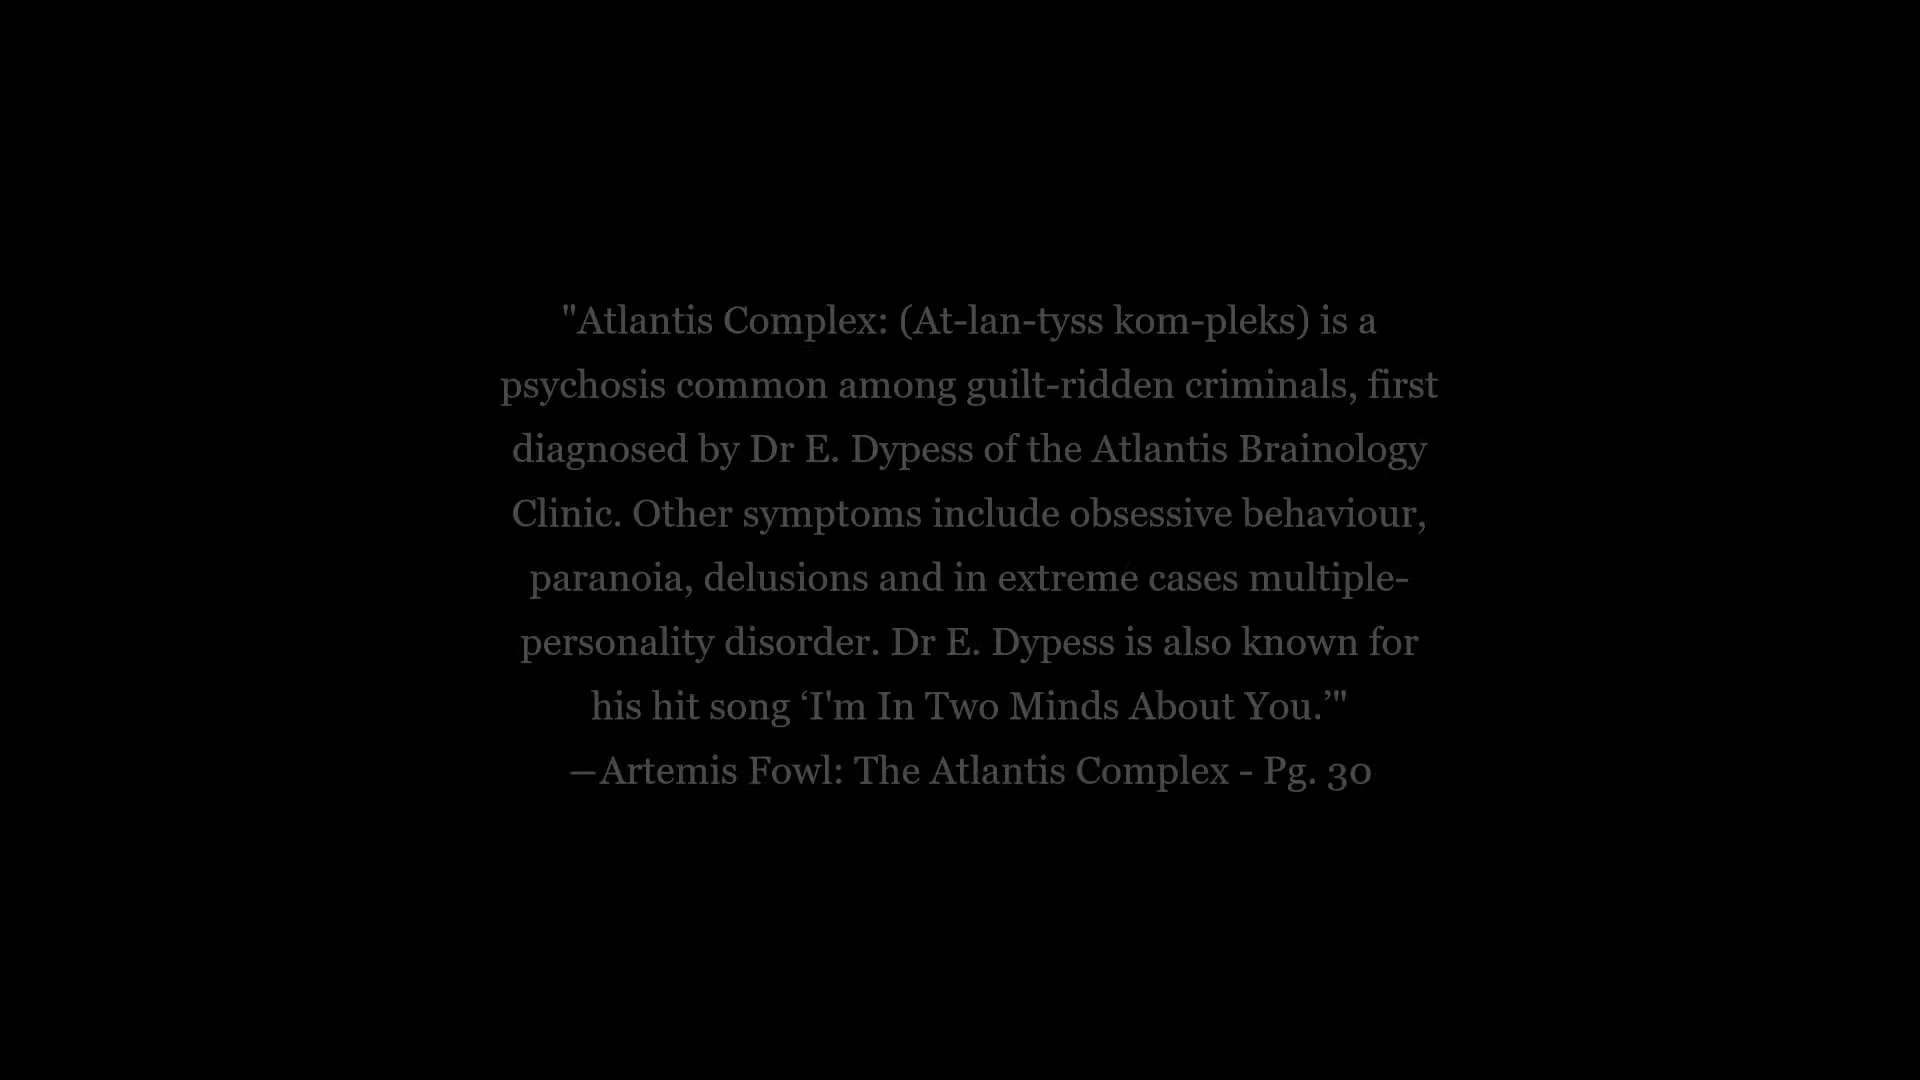 "Atlantis Complex: (At-lan-tyss kom-pleks) is a
psychosis common among guilt-ridden criminals, first
diagnosed by Dr E. Dypess of the Atlantis Brainology
Clinic. Other symptoms include obsessive behaviour,
paranoia, delusions and in extreme cases multiple-
personality disorder. Dr E. Dypess is also known for
his hit song ‘I'm In Two Minds About You.’"
—Artemis Fowl: The Atlantis Complex - Pg. 30